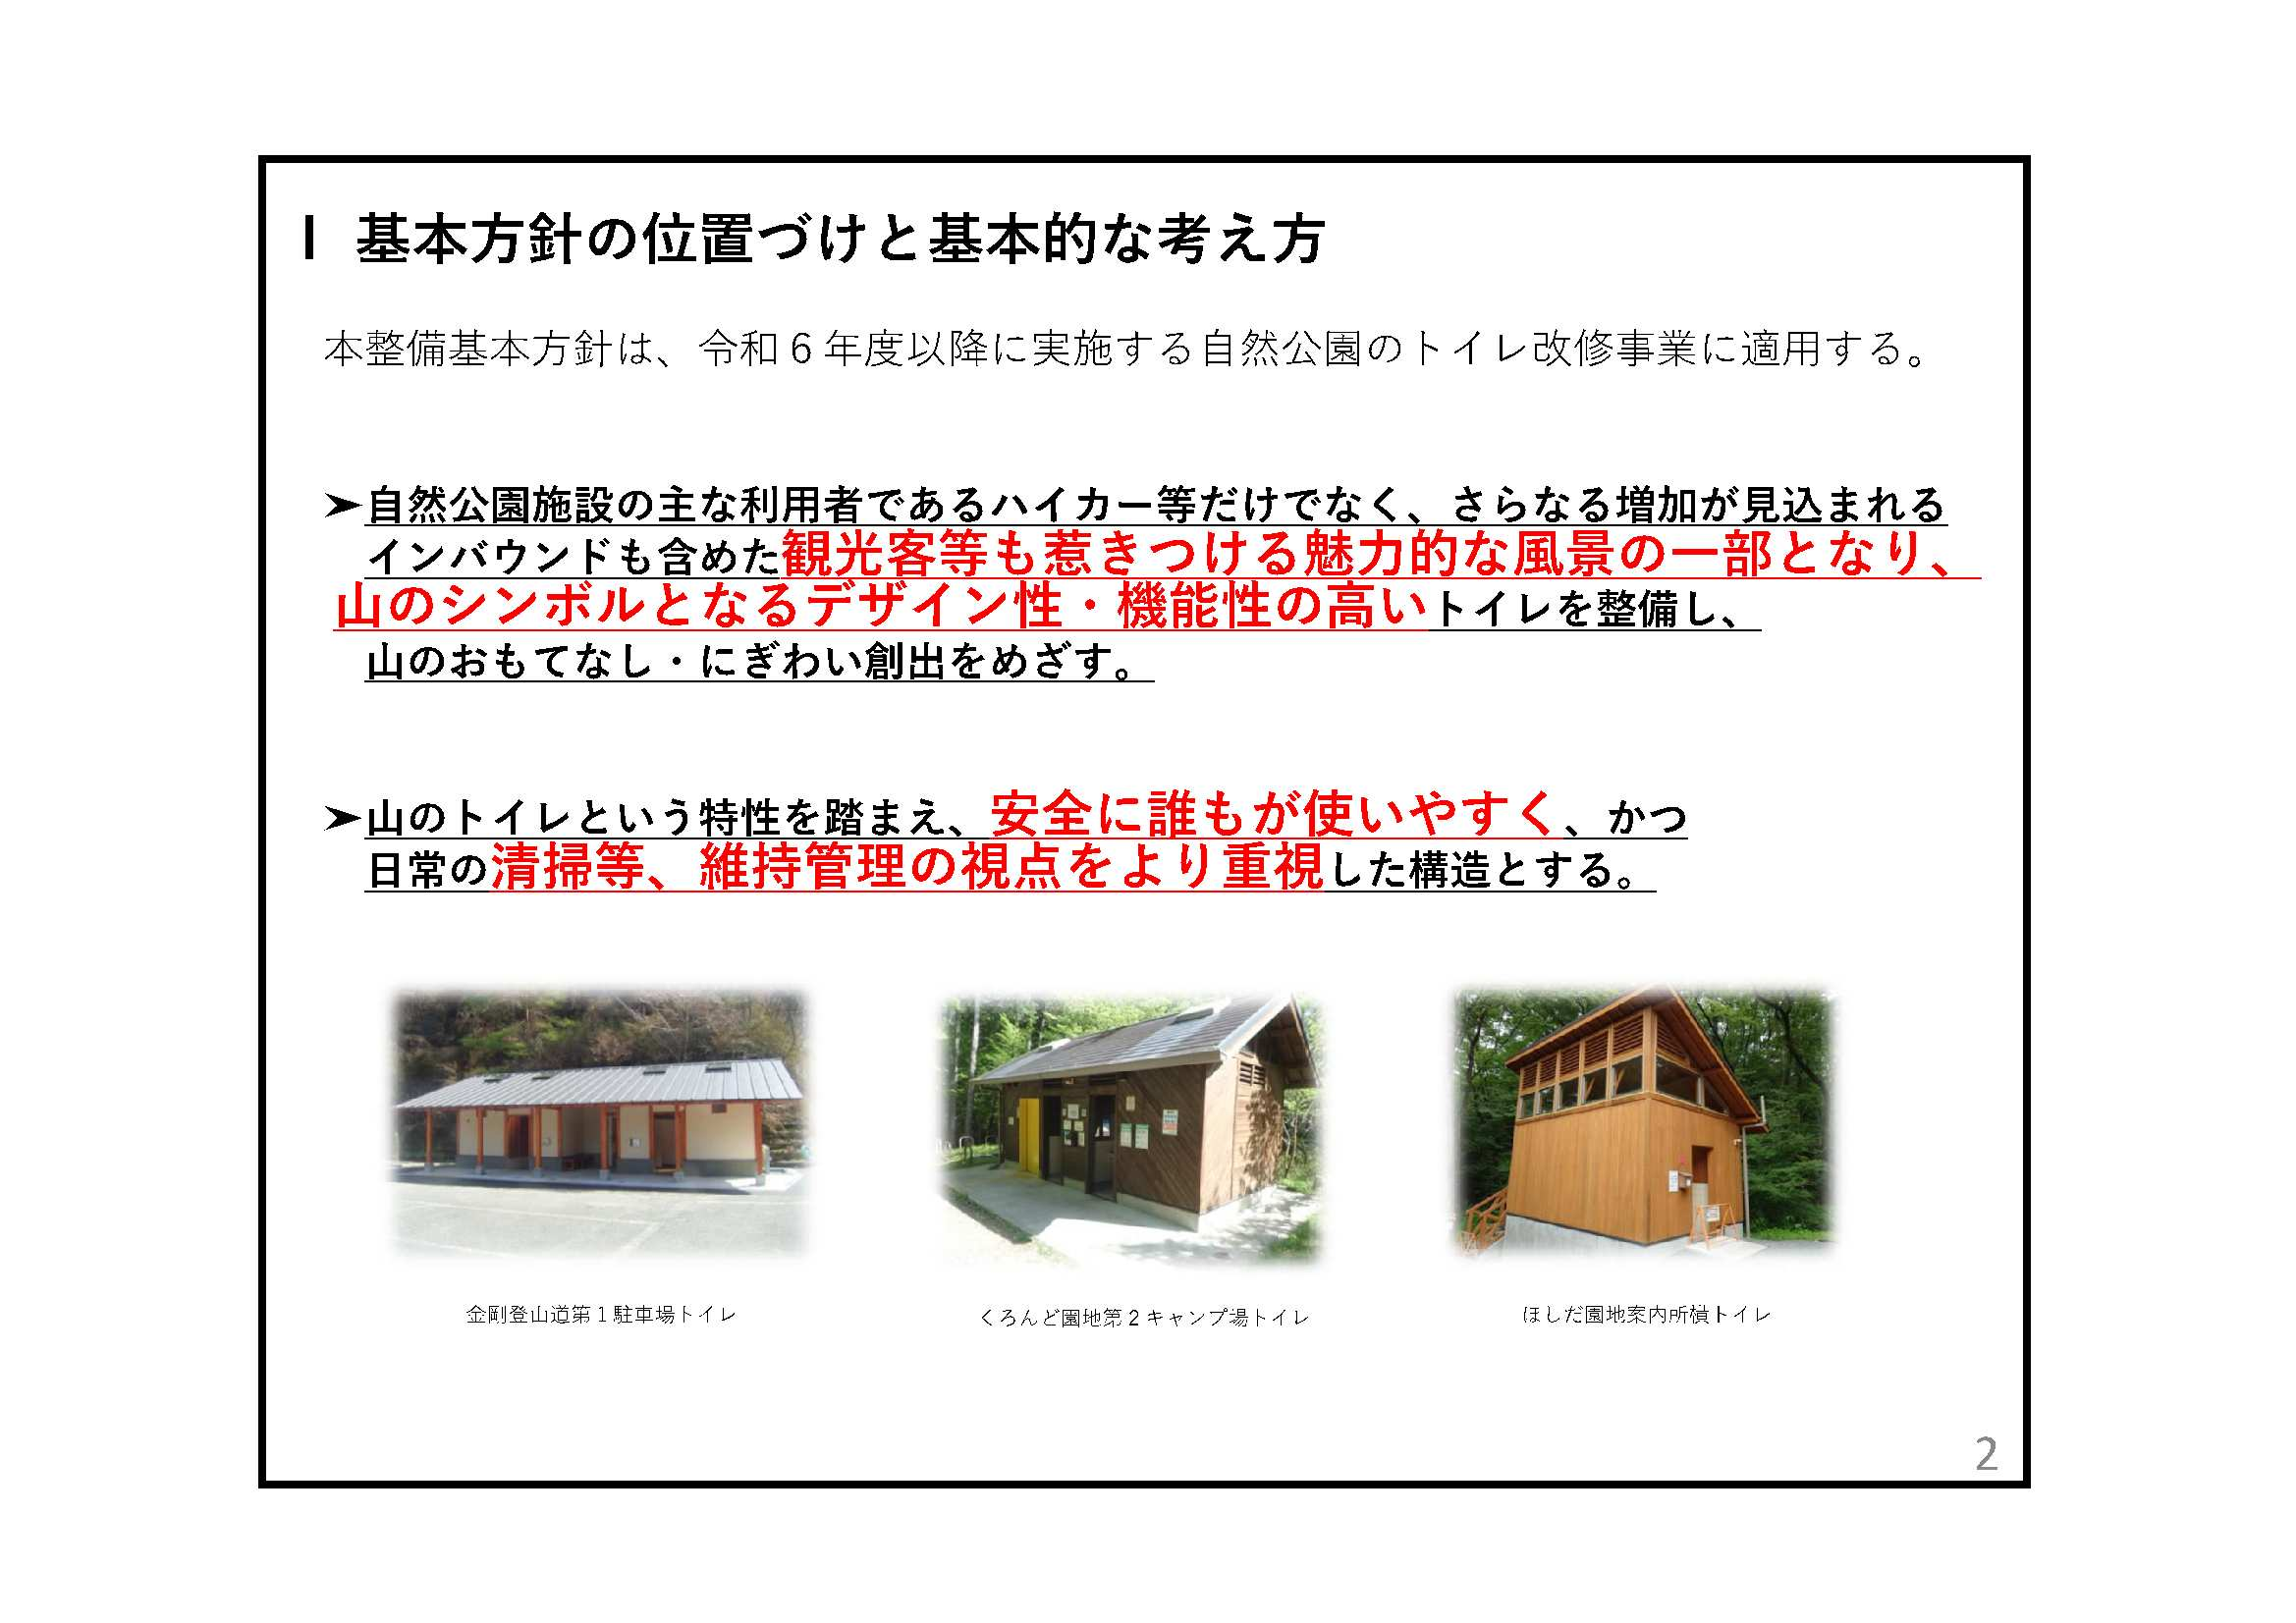 Ⅰ 基本方針の位置づけと基本的な考え方
本整備基本方針は、令和６年度以降に実施する自然公園のトイレ改修事業に適用する。
➤自然公園施設の主な利用者であるハイカー等だけでなく、さらなる増加が見込まれる
インバウンドも含めた観光客等も惹きつける魅力的な風景の一部となり、
山のシンボルとなるデザイン性・機能性の高いトイレを整備し、
山のおもてなし・にぎわい創出をめざす。
➤山のトイレという特性を踏まえ、安全に誰もが使いやすく、かつ
日常の清掃等、維持管理の視点をより重視した構造とする。
金剛登山道第１駐車場トイレ
くろんど園地第２キャンプ場トイレ
ほしだ園地案内所横トイレ
2